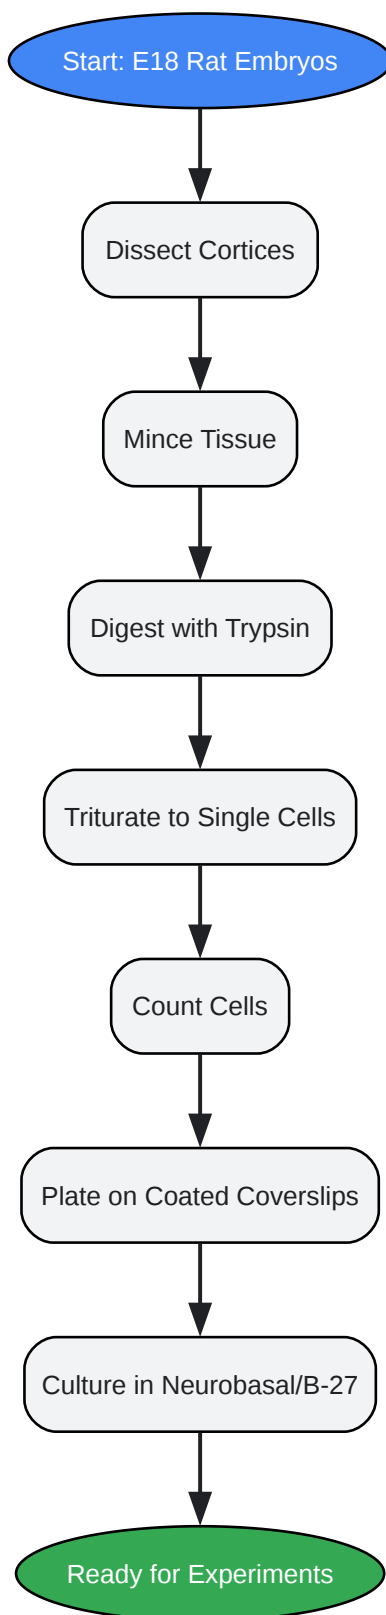 Start: E18 Rat Embryos
Dissect Cortices
Mince Tissue
Digest with Trypsin
Triturate to Single Cells
Count Cells
Plate on Coated Coverslips
Culture in Neurobasal/B-27
Ready for Experiments